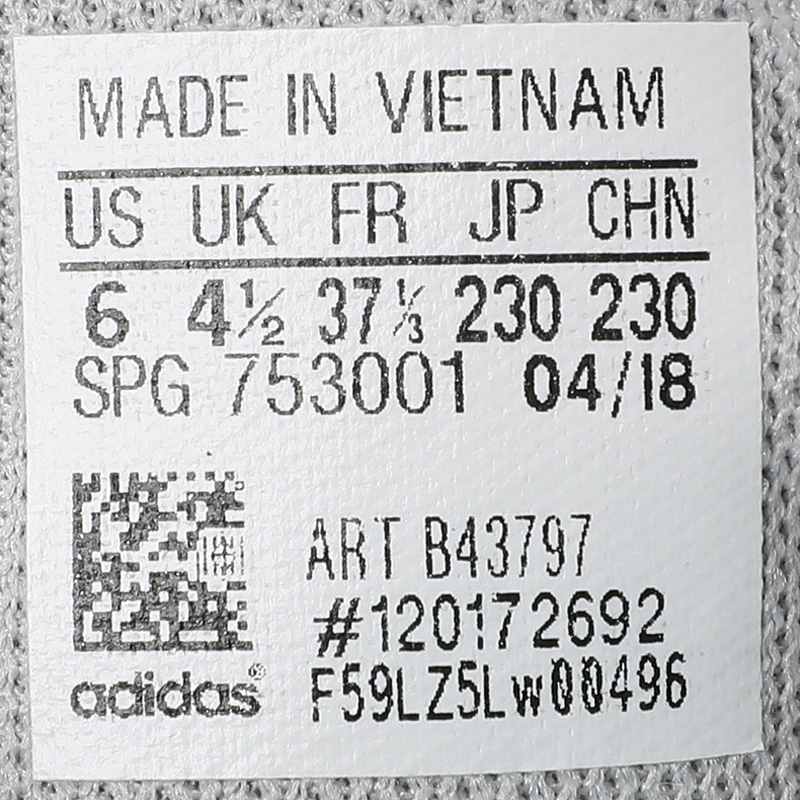 MADE IN VIETNAM
US UK FR JP CHN
6 4½ 37⅓ 230 230
SPG 753001 04/18
ART B43797
#120172692
adidas® F59LZ5Lw00496